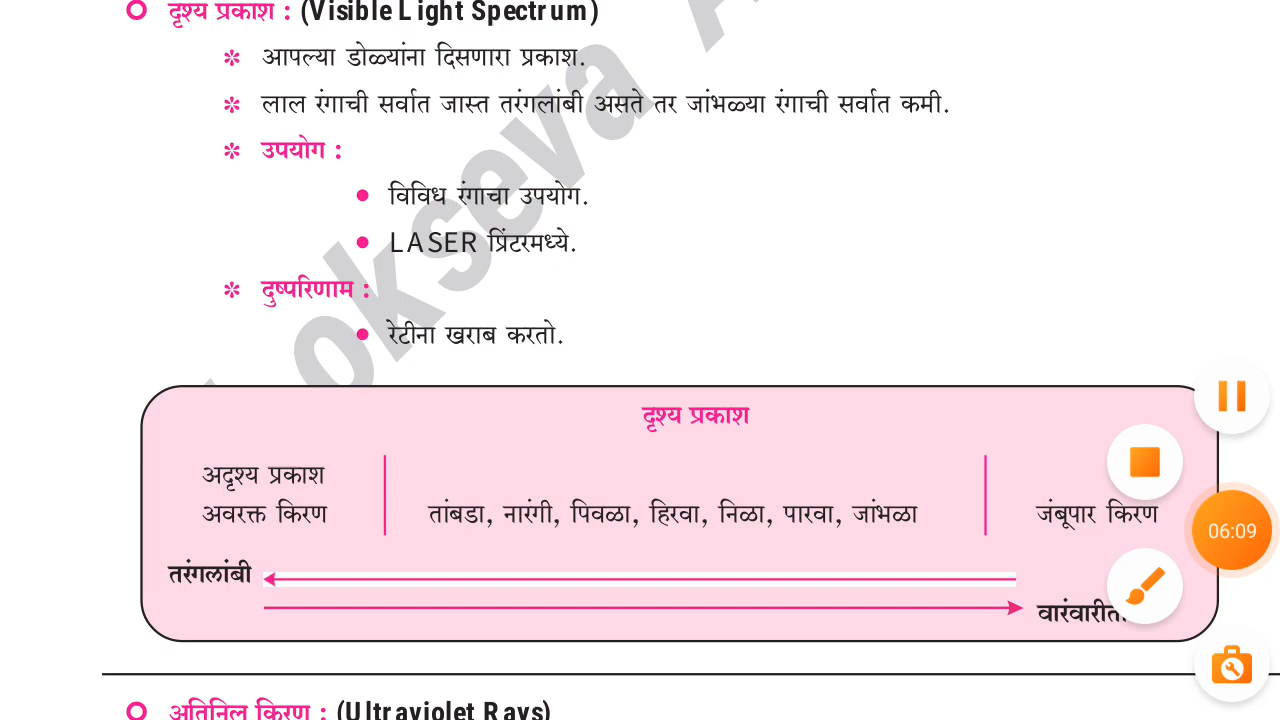 दृश्य प्रकाश : (Visible Light Spectrum)
* आपल्या डोळ्यांना दिसणारा प्रकाश.
* लाल रंगाची सर्वात जास्त तरंगलांबी असते तर जांभळ्या रंगाची सर्वात कमी.
* उपयोग :
• विविध रंगाचा उपयोग.
• LASER प्रिंटरमध्ये.
* दुष्परिणाम :
• रेटीना खराब करतो.
दृश्य प्रकाश
अदृश्य प्रकाश
अवरक्त किरण
तांबडा, नारंगी, पिवळा, हिरवा, निळा, पारवा, जांभळा
जंबूपार किरण
तरंगलांबी
वारंवारीता
06:09
अतिनिल किरण : (Ultraviolet Rays)
okseva